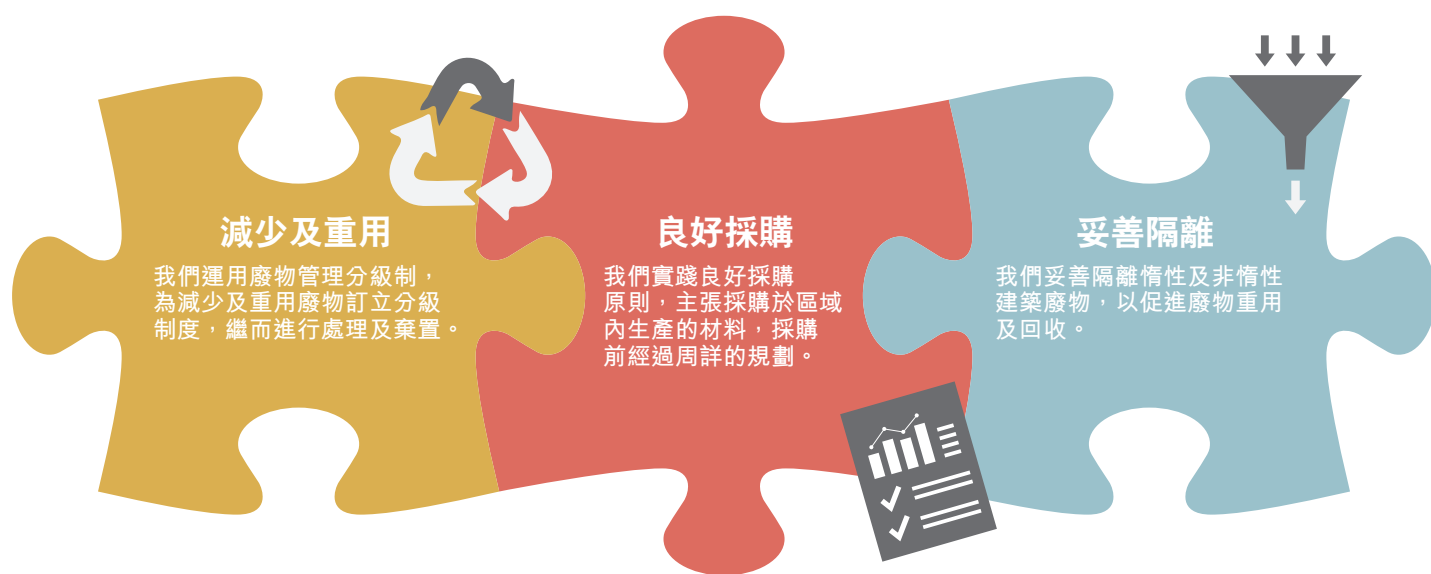 減少及重用
我們運用廢物管理分級制，
為減少及重用廢物訂立分級
制度，繼而進行處理及棄置。
良好採購
我們實踐良好採購
原則，主張採購於區域
內生產的材料，採購
前經過周詳的規劃。
妥善隔離
我們妥善隔離惰性及非惰性
建築廢物，以促進廢物重用
及回收。